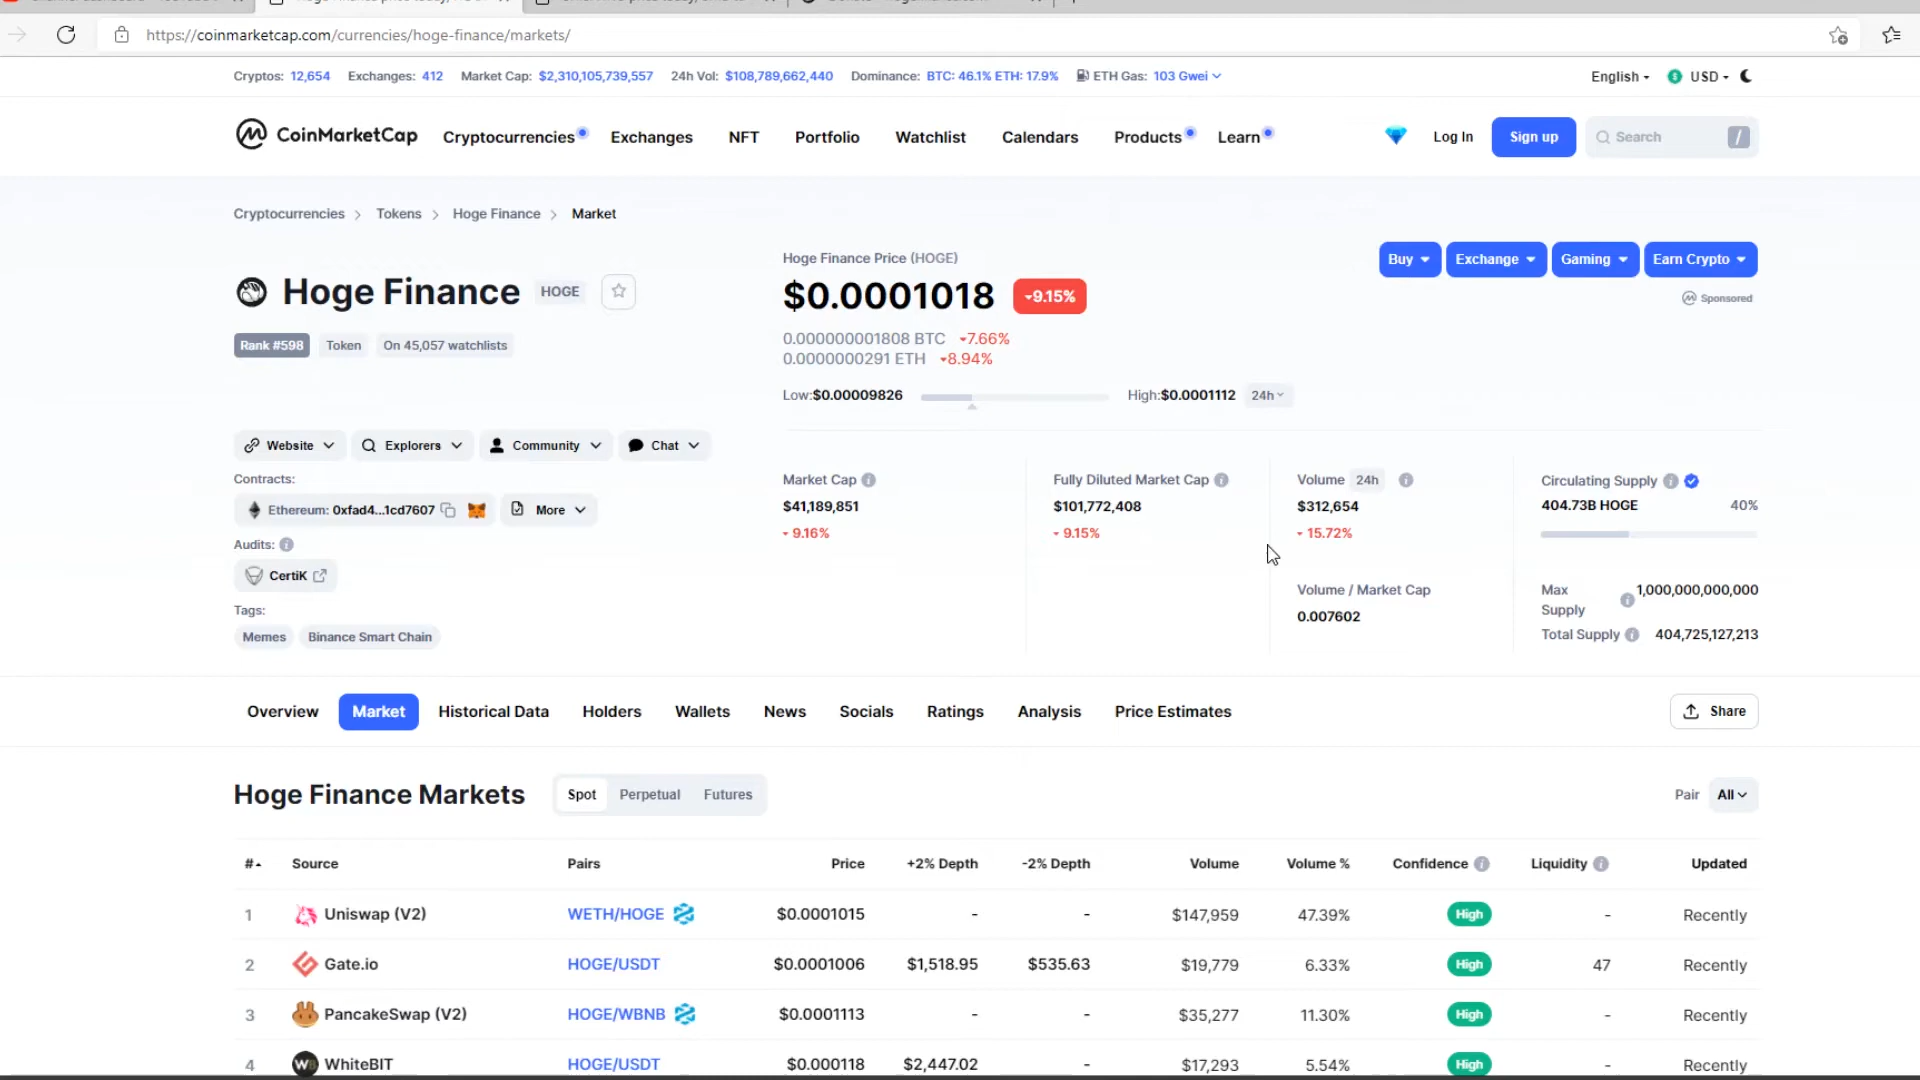 https://coinmarketcap.com/currencies/hoge-finance/markets/
Cryptos: 12,654 Exchanges: 412 Market Cap: $2,310,105,739,557 24h Vol: $108,789,662,440 Dominance: BTC: 46.1% ETH: 17.9% ETH Gas: 103 Gwei English USD
CoinMarketCap Cryptocurrencies Exchanges NFT Portfolio Watchlist Calendars Products Learn Log In Sign up Search /
Cryptocurrencies > Tokens > Hoge Finance > Market
Hoge Finance Price (HOGE)
Buy Exchange Gaming Earn Crypto
Hoge Finance HOGE
$0.0001018 9.15%
Sponsored
Rank #598 Token On 45,057 watchlists
0.000000001808 BTC 7.66%
0.0000000291 ETH 8.94%
Low:$0.00009826 High:$0.0001112 24h
Website Explorers Community Chat
Contracts:
Ethereum: 0xfad4...1cd7607 More
Audits:
CertiK
Tags:
Memes Binance Smart Chain
Market Cap
$41,189,851
9.16%
Fully Diluted Market Cap
$101,772,408
9.15%
Volume 24h
$312,654
15.72%
Volume / Market Cap
0.007602
Circulating Supply
404.73B HOGE 40%
Max Supply 1,000,000,000,000
Total Supply 404,725,127,213
Overview Market Historical Data Holders Wallets News Socials Ratings Analysis Price Estimates Share
Hoge Finance Markets Spot Perpetual Futures Pair All
# Source Pairs Price +2% Depth -2% Depth Volume Volume % Confidence Liquidity Updated
1 Uniswap (V2) WETH/HOGE $0.0001015 - - $147,959 47.39% High - Recently
2 Gate.io HOGE/USDT $0.0001006 $1,518.95 $535.63 $19,779 6.33% High 47 Recently
3 PancakeSwap (V2) HOGE/WBNB $0.0001113 - - $35,277 11.30% High - Recently
4 WhiteBIT HOGE/USDT $0.000118 $2,447.02 - $17,293 5.54% High - Recently